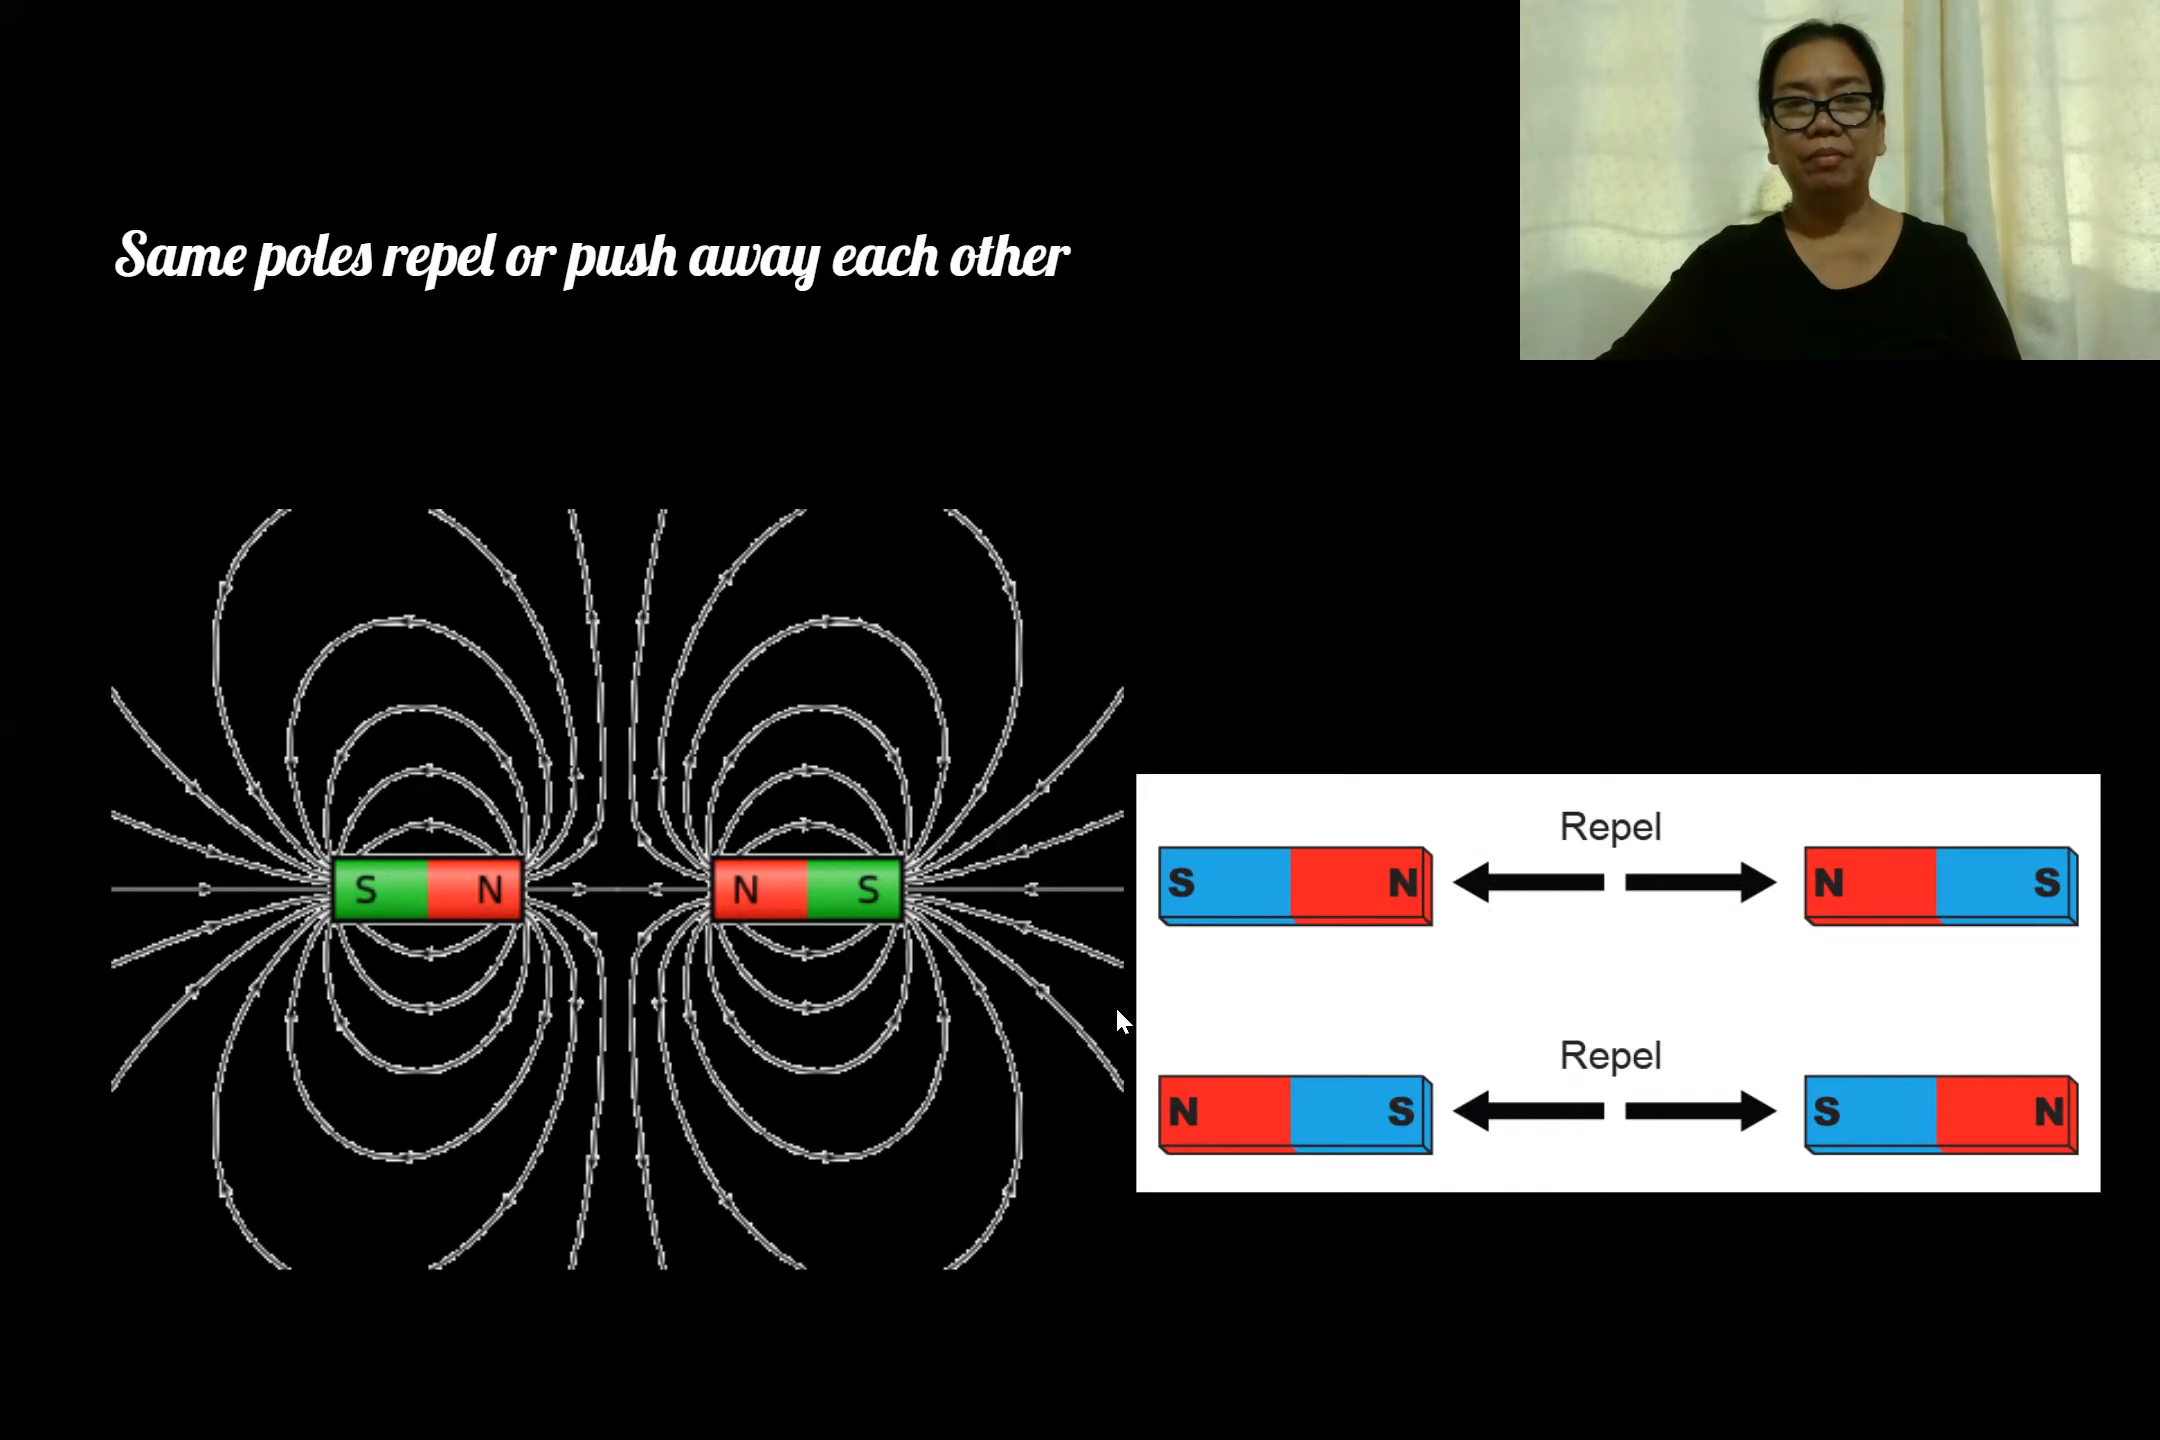 Same poles repel or push away each other
S N N S
Repel
S N N S
Repel
N S S N